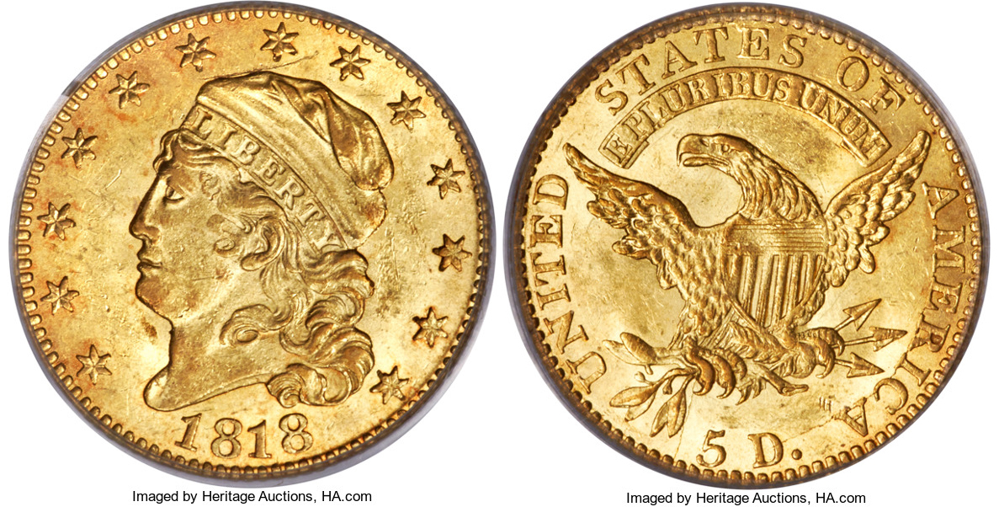 LIBERTY
1818
UNITED STATES OF AMERICA
E PLURIBUS UNUM
5 D.
Imaged by Heritage Auctions, HA.com
Imaged by Heritage Auctions, HA.com